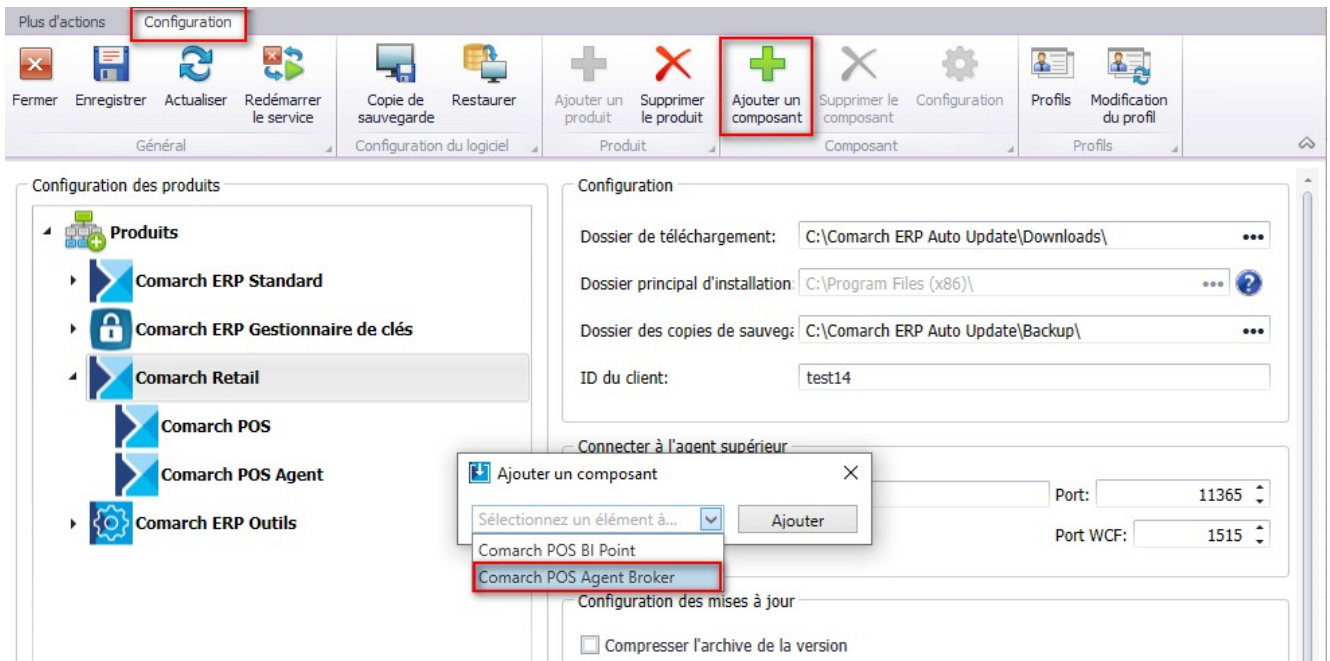 Plus d'actions Configuration
Fermer Enregistrer Actualiser Redémarrer le service Copie de sauvegarde Restaurer Ajouter un produit Supprimer le produit Ajouter un composant Supprimer le composant Configuration Profils Modification du profil
Général Configuration du logiciel Produit Composant Profils
Configuration des produits
Produits
Comarch ERP Standard
Comarch ERP Gestionnaire de clés
Comarch Retail
Comarch POS
Comarch POS Agent
Comarch ERP Outils
Configuration
Dossier de téléchargement: C:\Comarch ERP Auto Update\Downloads\ •••
Dossier principal d'installation: C:\Program Files (x86)\ ••• ?
Dossier des copies de sauvega C:\Comarch ERP Auto Update\Backup\ •••
ID du client: test14
Connecter à l'agent supérieur
Port: 11365
Port WCF: 1515
Ajouter un composant
Sélectionnez un élément à... Ajouter
Comarch POS BI Point
Comarch POS Agent Broker
Configuration des mises à jour
Compresser l'archive de la version